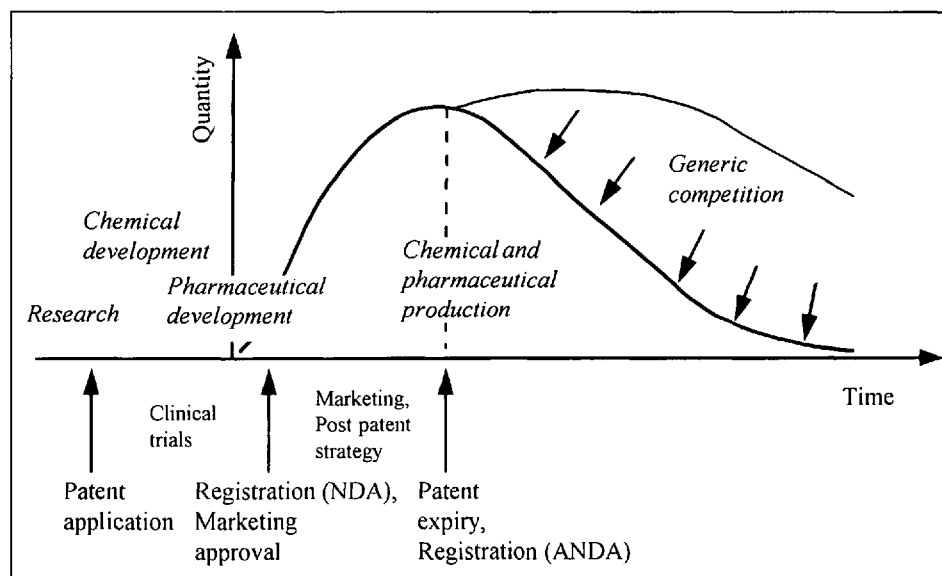 Quantity
Generic
competition
Chemical
development
Chemical and
pharmaceutical
production
Pharmaceutical
development
Research
Time
Clinical
trials
Marketing,
Post patent
strategy
Patent
application
Registration (NDA),
Marketing
approval
Patent
expiry,
Registration (ANDA)